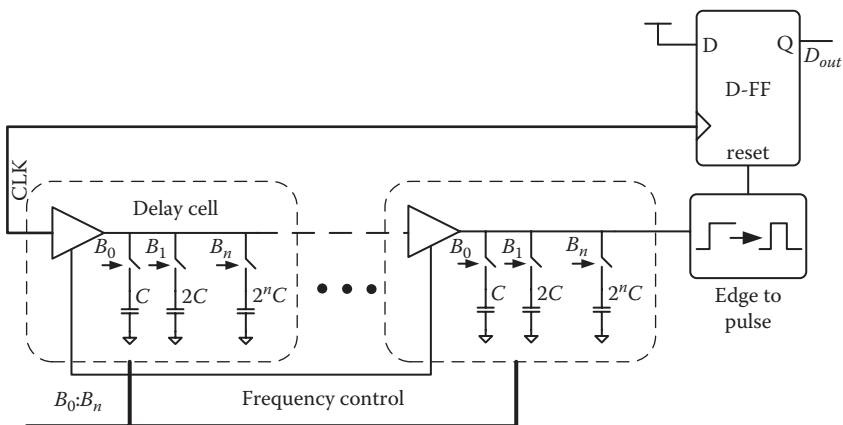 D
Q
D_out
D-FF
CLK
reset
Delay cell
B_0
B_1
B_n
C
2C
2^nC
B_0
B_1
B_n
C
2C
2^nC
Edge to
pulse
B_0:B_n
Frequency control